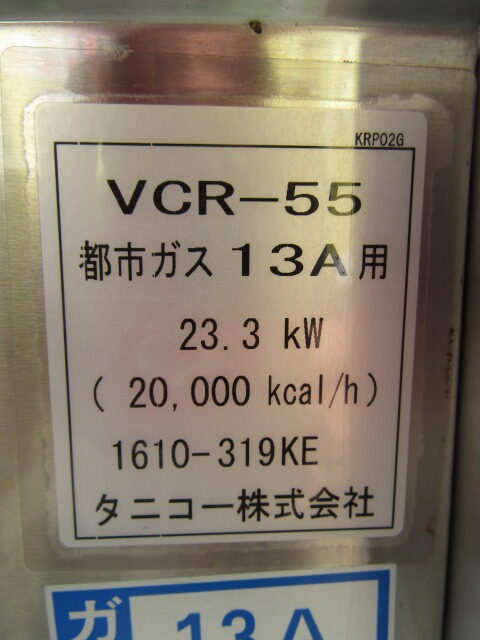 KRP02G
VCR-55
都市ガス 13A用
23.3 kW
( 20,000 kcal/h)
1610-319KE
タニコー株式会社
ガ 13A